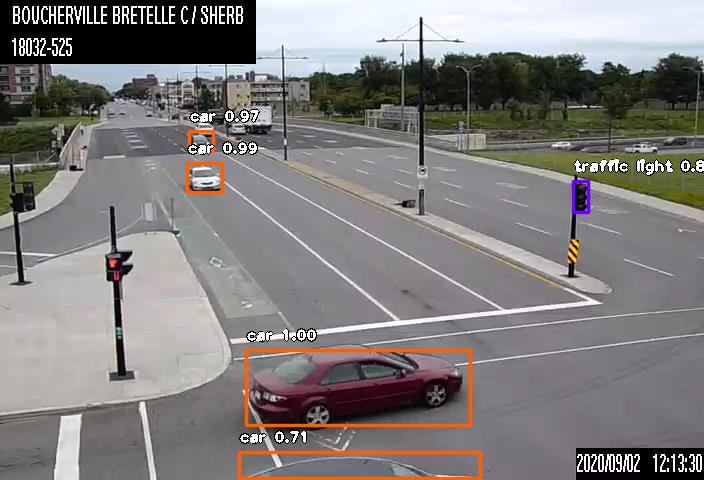 BOUCHERVILLE BRETELLE C / SHERB
18032-525
car 0.97
car 0.99
traffic light 0.8
car 1.00
car 0.71
2020/09/02 12:13:30